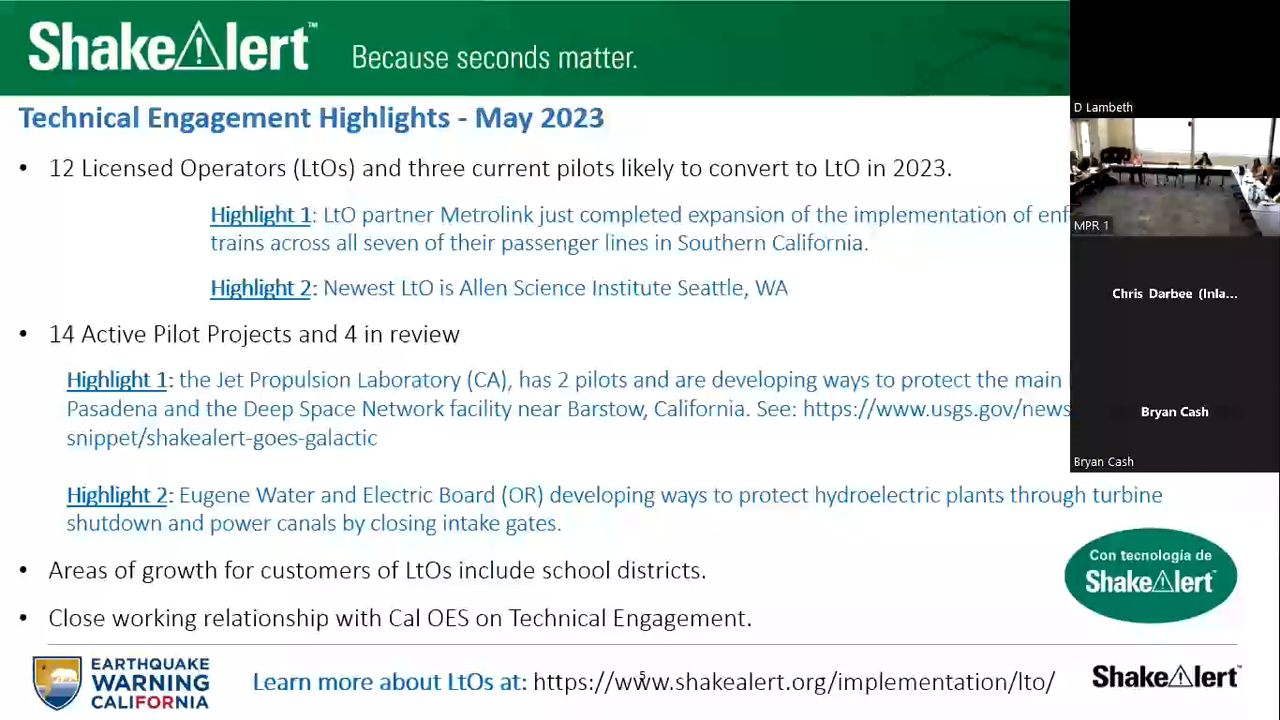 ShakeAlert™ Because seconds matter.
Technical Engagement Highlights - May 2023
• 12 Licensed Operators (LtOs) and three current pilots likely to convert to LtO in 2023.
Highlight 1: LtO partner Metrolink just completed expansion of the implementation of
trains across all seven of their passenger lines in Southern California.
Highlight 2: Newest LtO is Allen Science Institute Seattle, WA
• 14 Active Pilot Projects and 4 in review
Highlight 1: the Jet Propulsion Laboratory (CA), has 2 pilots and are developing ways to protect the main
Pasadena and the Deep Space Network facility near Barstow, California. See: https://www.usgs.gov/news
snippet/shakealert-goes-galactic
Highlight 2: Eugene Water and Electric Board (OR) developing ways to protect hydroelectric plants through turbine
shutdown and power canals by closing intake gates.
• Areas of growth for customers of LtOs include school districts.
• Close working relationship with Cal OES on Technical Engagement.
Con tecnología de
ShakeAlert
EARTHQUAKE
WARNING
CALIFORNIA
Learn more about LtOs at: https://www.shakealert.org/implementation/lto/
ShakeAlert™
D Lambeth
MPR 1
Chris Darbee (Inla...
Bryan Cash
Bryan Cash